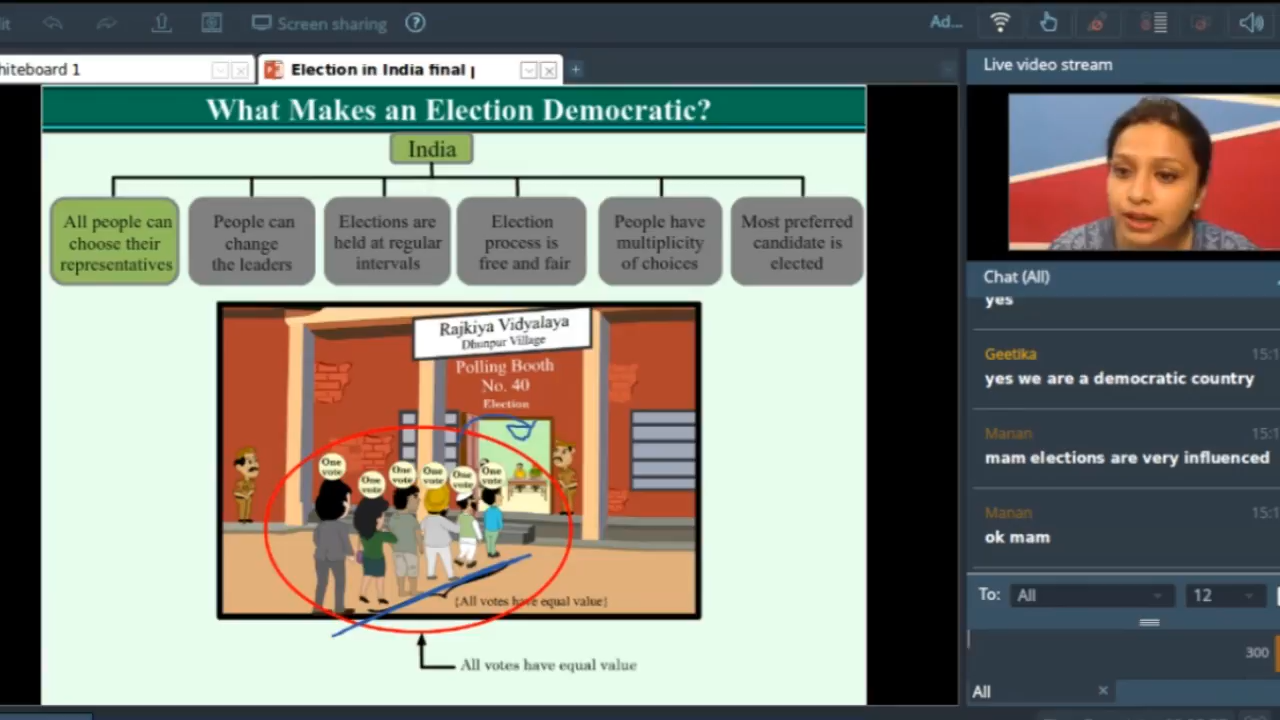 it
Screen sharing
Ad...
hiteboard 1
Election in India final p
Live video stream
What Makes an Election Democratic?
India
All people can
choose their
representatives
People can
change
the leaders
Elections are
held at regular
intervals
Election
process is
free and fair
People have
multiplicity
of choices
Most preferred
candidate is
elected
Rajkiya Vidyalaya
Dhunpur Village
Polling Booth
No. 40
Election
One
vote
One
vote
One
vote
One
vote
One
vote
One
vote
{All votes have equal value}
All votes have equal value
Chat (All)
yes
Geetika
15:1
yes we are a democratic country
Manan
15:1
mam elections are very influenced
Manan
15:1
ok mam
To:
All
12
300
All